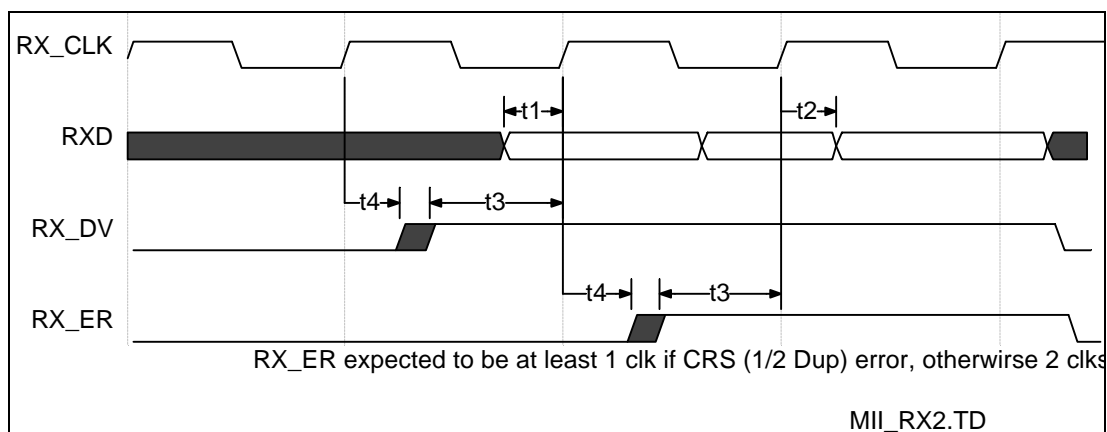 RX_CLK
t1
t2
RXD
t4
t3
RX_DV
t4
t3
RX_ER
RX_ER expected to be at least 1 clk if CRS (1/2 Dup) error, otherwirse 2 clks
MII_RX2.TD